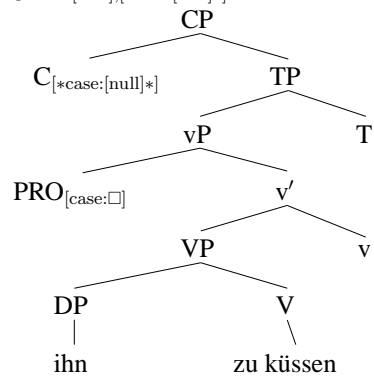 CP
C[∗case:[null]∗] TP
vP T
PRO[case:□] v′
VP v
DP V
ihn zu küssen